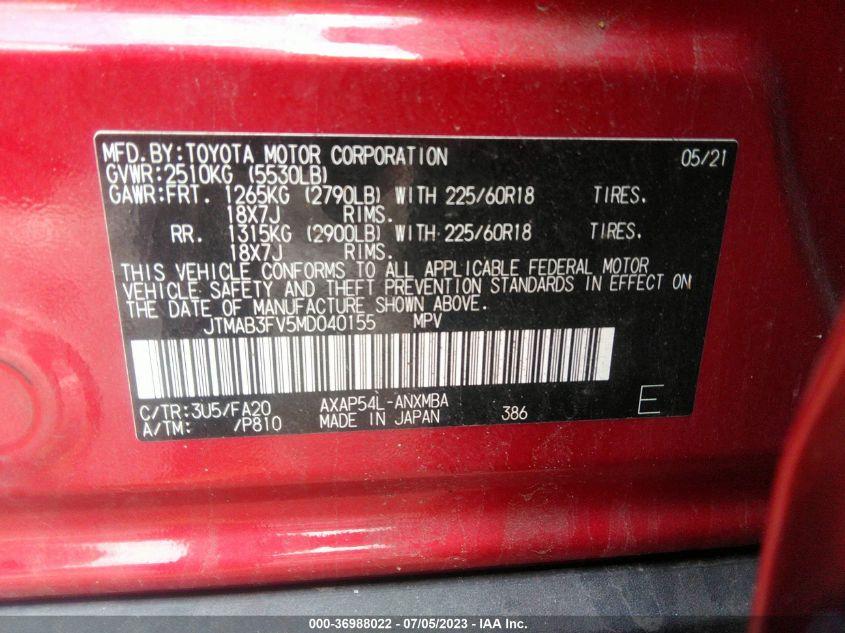 MFD.BY:TOYOTA MOTOR CORPORATION 05/21
GVWR:2510KG (5530LB)
GAWR:FRT. 1265KG (2790LB) WITH 225/60R18 TIRES.
18X7J RIMS.
RR. 1315KG (2900LB) WITH 225/60R18 TIRES.
18X7J RIMS.
THIS VEHICLE CONFORMS TO ALL APPLICABLE FEDERAL MOTOR
VEHICLE SAFETY AND THEFT PREVENTION STANDARDS IN EFFECT ON
THE DATE OF MANUFACTURE SHOWN ABOVE.
JTMAB3FV5MD040155 MPV
C/TR:3U5/FA20 AXAP54L-ANXMBA
A/TM: /P810 MADE IN JAPAN 386 E
000-36988022 - 07/05/2023 - IAA Inc.